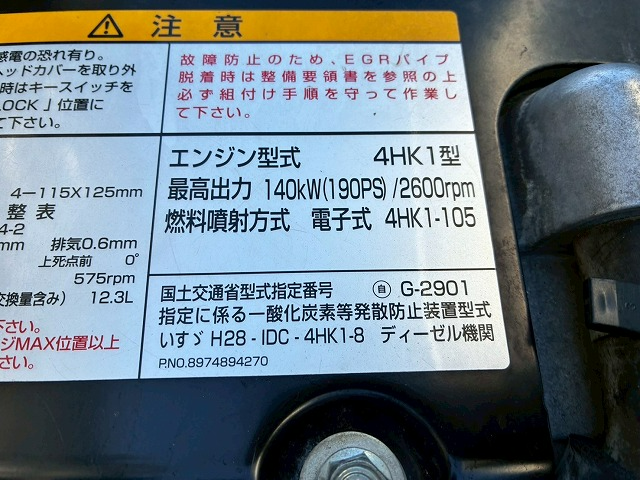 ⚠ 注意
感電の恐れ有り。
ヘッドカバーを取り外
時はキースイッチを
LOCK」位置に
て下さい。
故障防止のため、EGRパイプ
脱着時は整備要領書を参照の上
必ず組付け手順を守って作業し
て下さい。
4-115X125mm
整表
4-2
mm 排気0.6mm
上死点前 0°
575rpm
交換量含み) 12.3L
下さい。
ジMAX位置以上
さい。
エンジン型式 4HK1型
最高出力 140kW(190PS)/2600rpm
燃料噴射方式 電子式 4HK1-105
国土交通省型式指定番号 自 G-2901
指定に係る一酸化炭素等発散防止装置型式
いすゞ H28-IDC-4HK1-8 ディーゼル機関
P.NO.8974894270